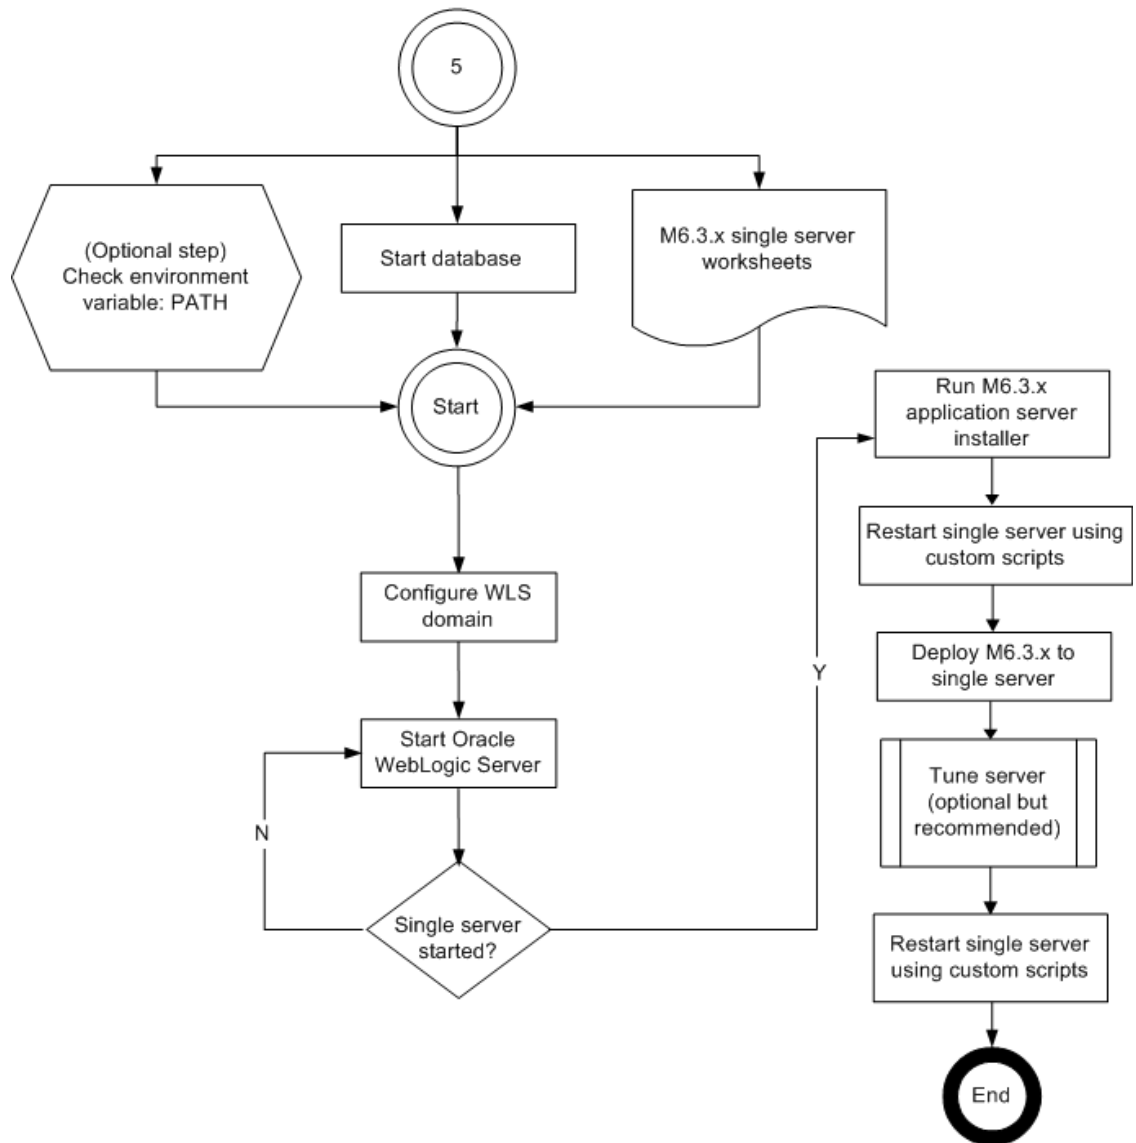 5
(Optional step)
Check environment
variable: PATH
Start database
M6.3.x single server
worksheets
Start
Configure WLS
domain
Start Oracle
WebLogic Server
N
Single server
started?
Y
Run M6.3.x
application server
installer
Restart single server using
custom scripts
Deploy M6.3.x to
single server
Tune server
(optional but
recommended)
Restart single server
using custom scripts
End